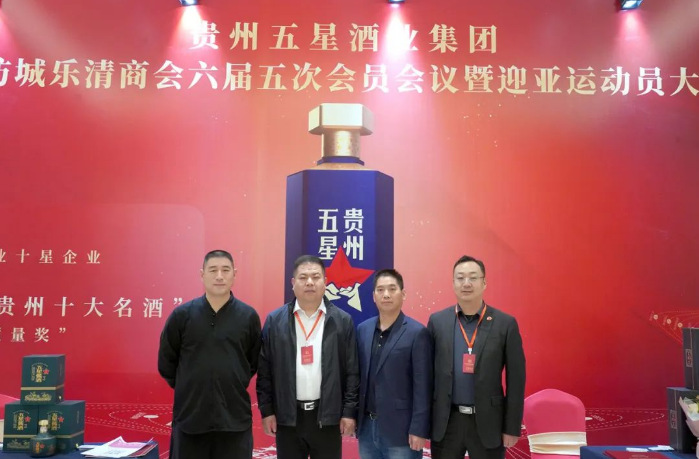 贵州五星酒业集团
纺城乐清商会六届五次会员会议暨迎亚运动员大
贵州
五星
业十星企业
贵州十大名酒”
量奖”